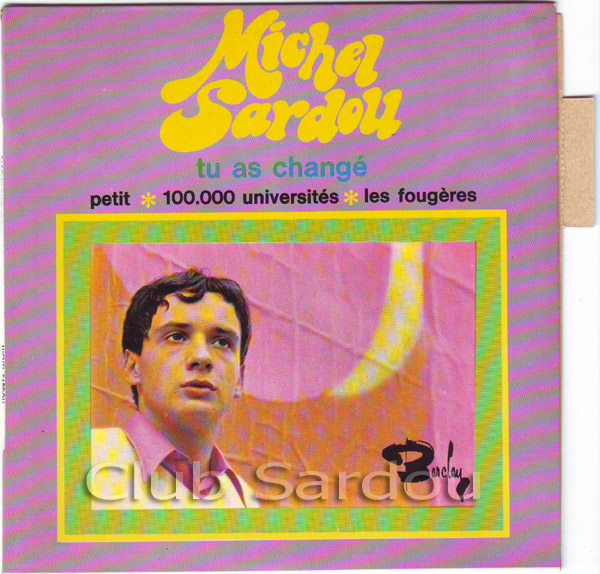 Michel
Sardou
tu as changé
petit * 100.000 universités * les fougères
Barclay
Club Sardou